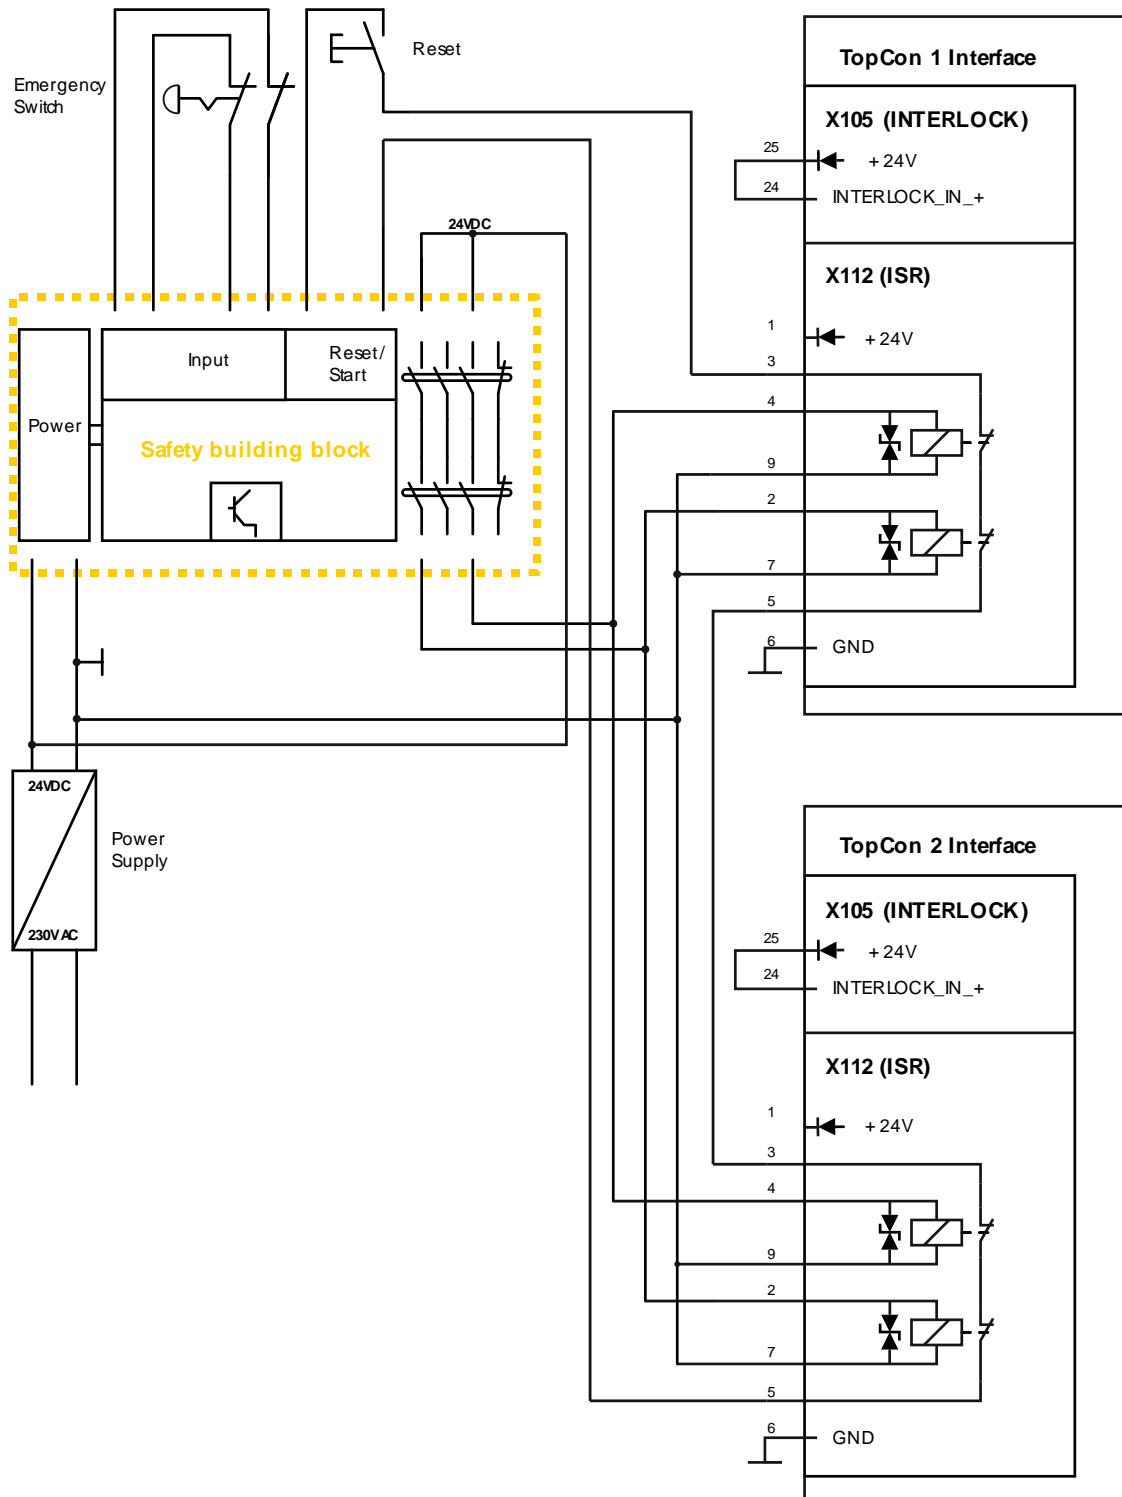 Reset
Emergency
Switch
24VDC
Input
Reset/
Start
Power
Safety building block
24VDC
230VAC
Power
Supply
TopCon 1 Interface
X105 (INTERLOCK)
25
+24V
24
INTERLOCK_IN_+
X112 (ISR)
1
+24V
3
4
9
2
7
5
6
GND
TopCon 2 Interface
X105 (INTERLOCK)
25
+24V
24
INTERLOCK_IN_+
X112 (ISR)
1
+24V
3
4
9
2
7
5
6
GND